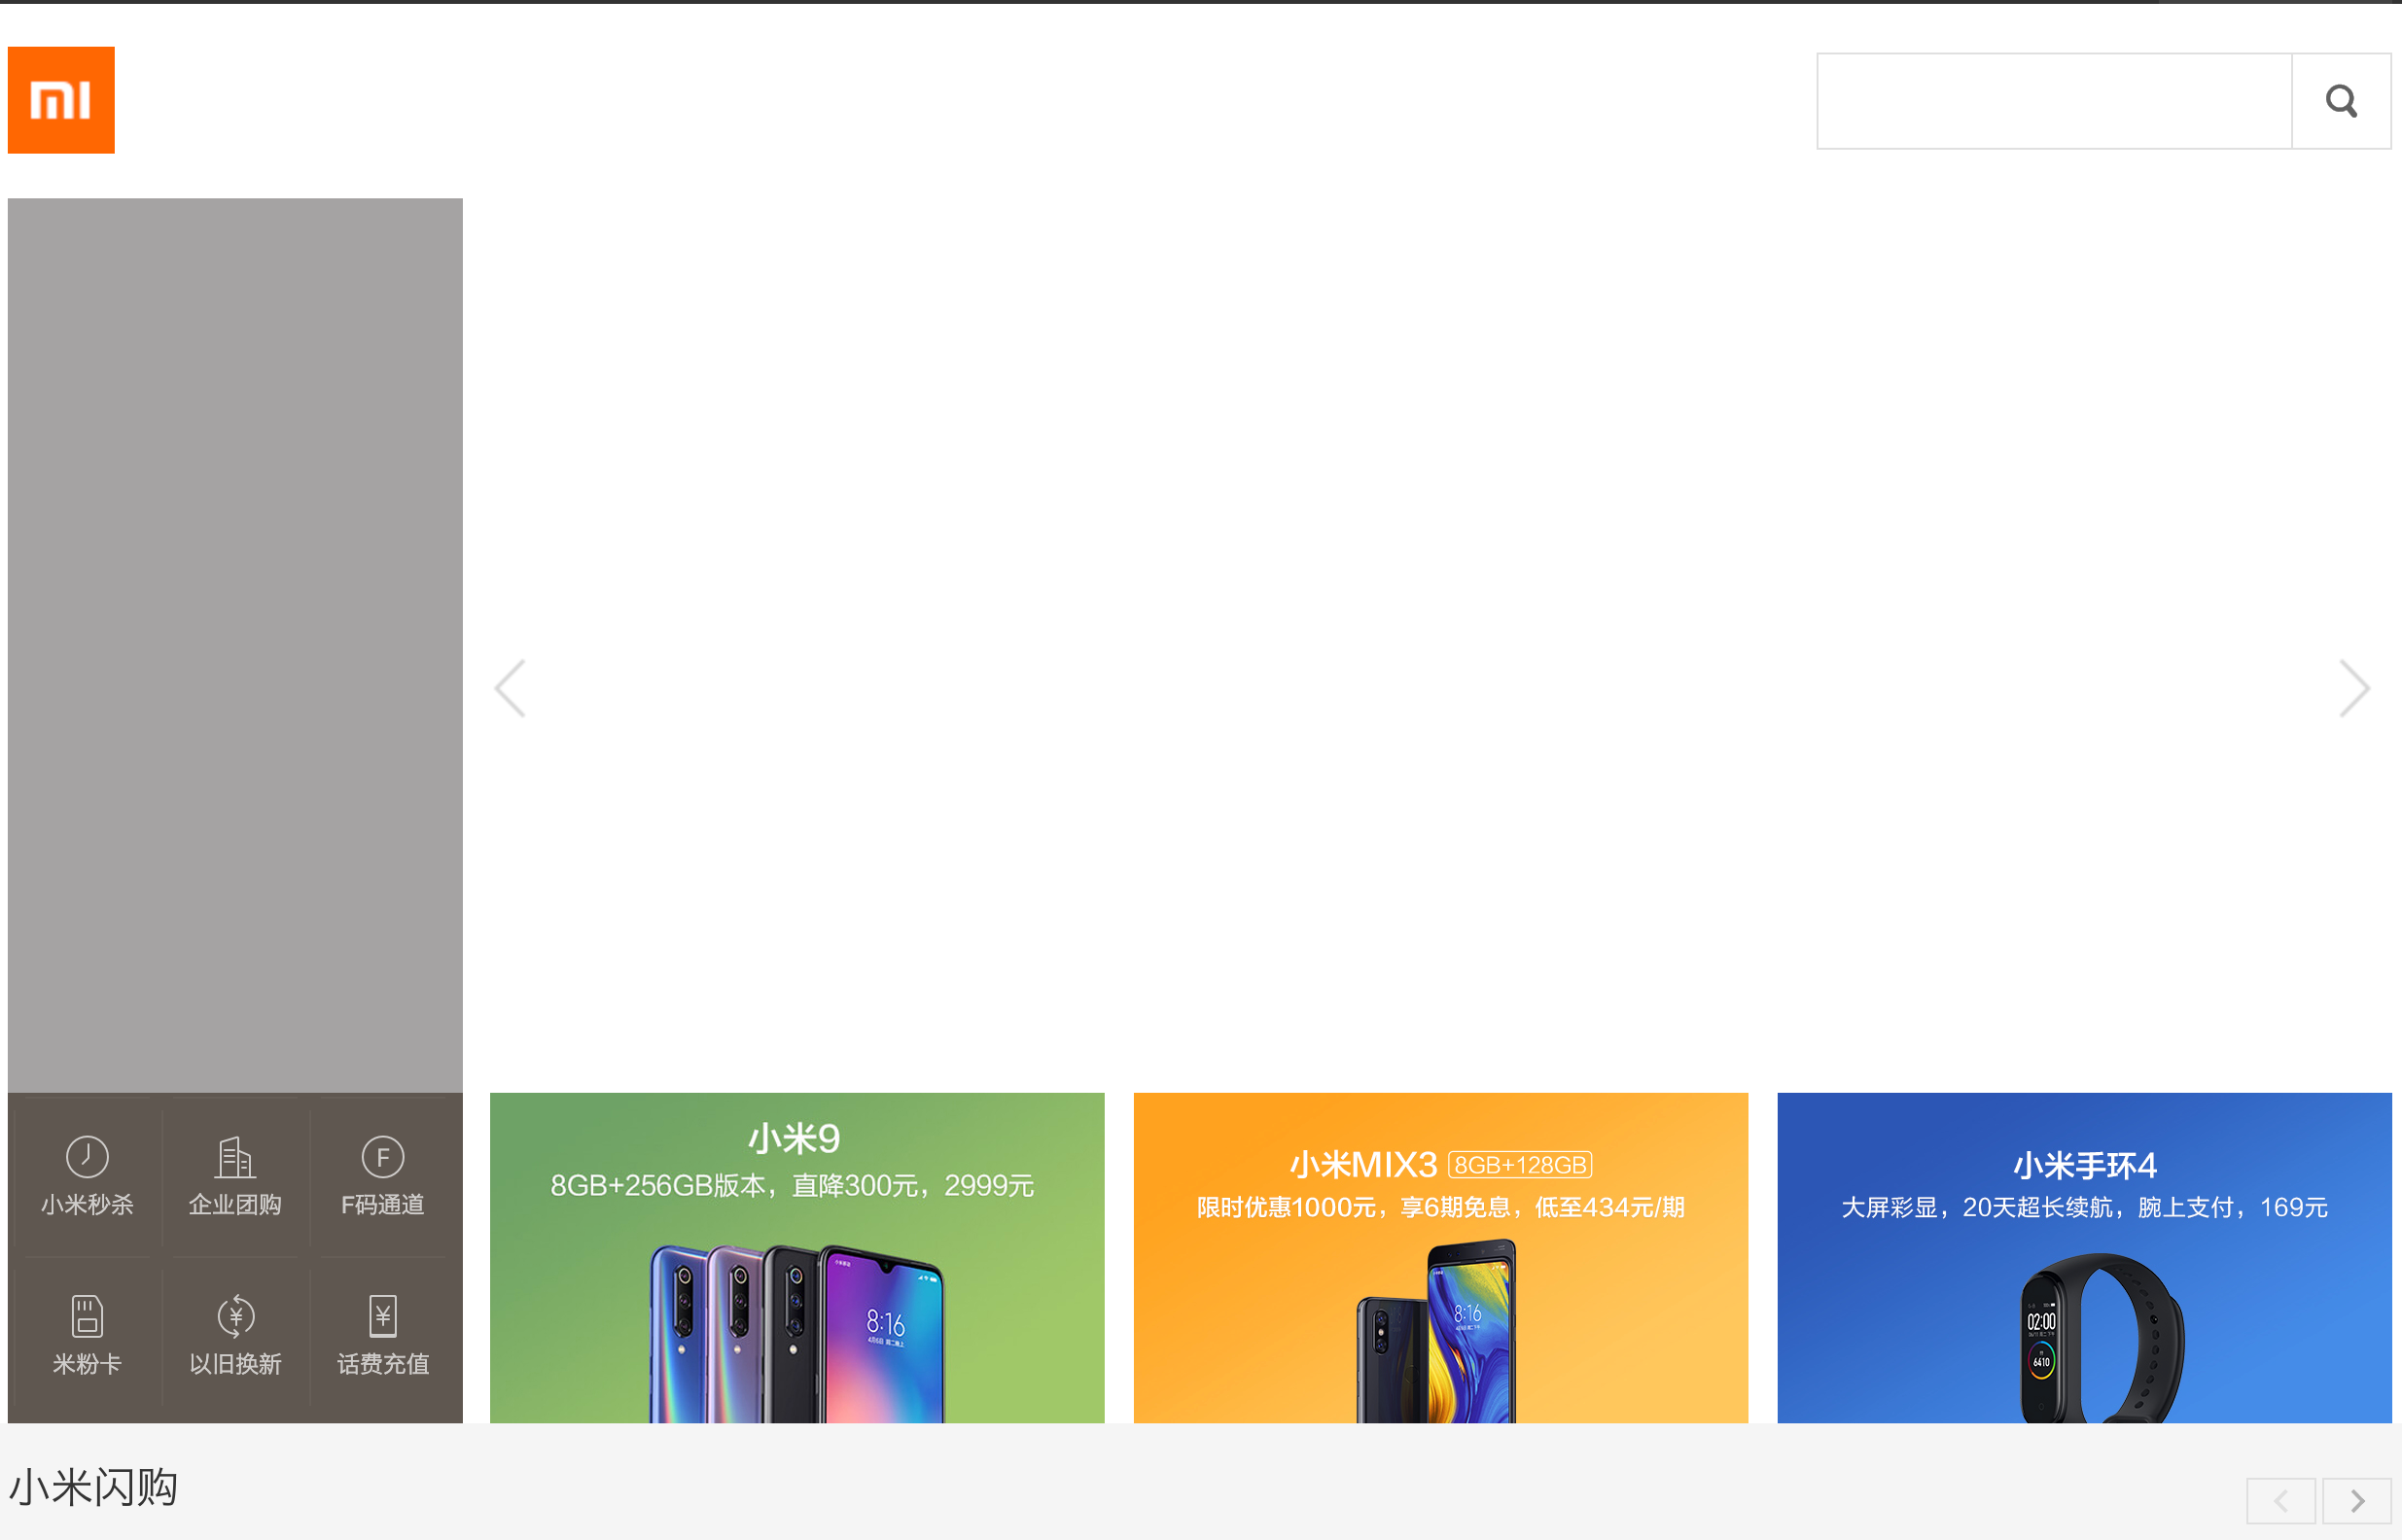 mi
小米秒杀
企业团购
F码通道
米粉卡
以旧换新
话费充值
小米9
8GB+256GB版本，直降300元，2999元
8:16
小米MIX3 8GB+128GB
限时优惠1000元，享6期免息，低至434元/期
8:16
小米手环4
大屏彩显，20天超长续航，腕上支付，169元
02:00
6410
小米闪购